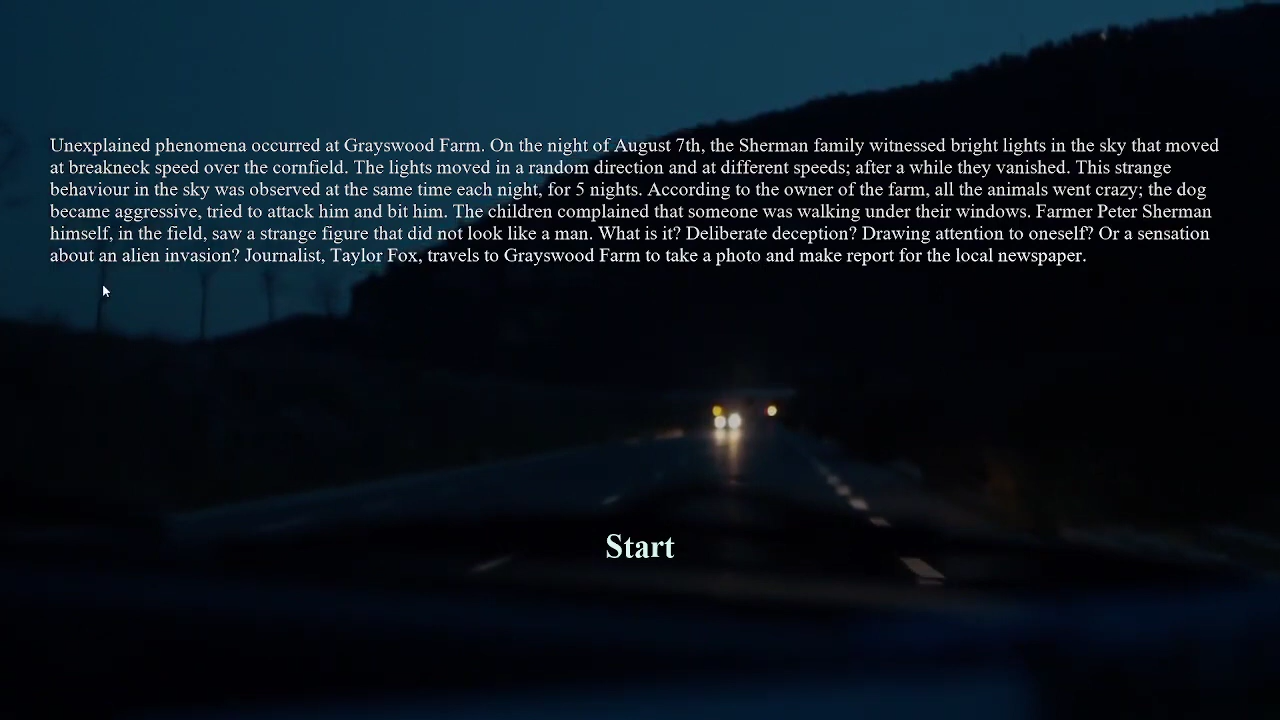 Unexplained phenomena occurred at Grayswood Farm. On the night of August 7th, the Sherman family witnessed bright lights in the sky that moved
at breakneck speed over the cornfield. The lights moved in a random direction and at different speeds; after a while they vanished. This strange
behaviour in the sky was observed at the same time each night, for 5 nights. According to the owner of the farm, all the animals went crazy; the dog
became aggressive, tried to attack him and bit him. The children complained that someone was walking under their windows. Farmer Peter Sherman
himself, in the field, saw a strange figure that did not look like a man. What is it? Deliberate deception? Drawing attention to oneself? Or a sensation
about an alien invasion? Journalist, Taylor Fox, travels to Grayswood Farm to take a photo and make report for the local newspaper.
Start